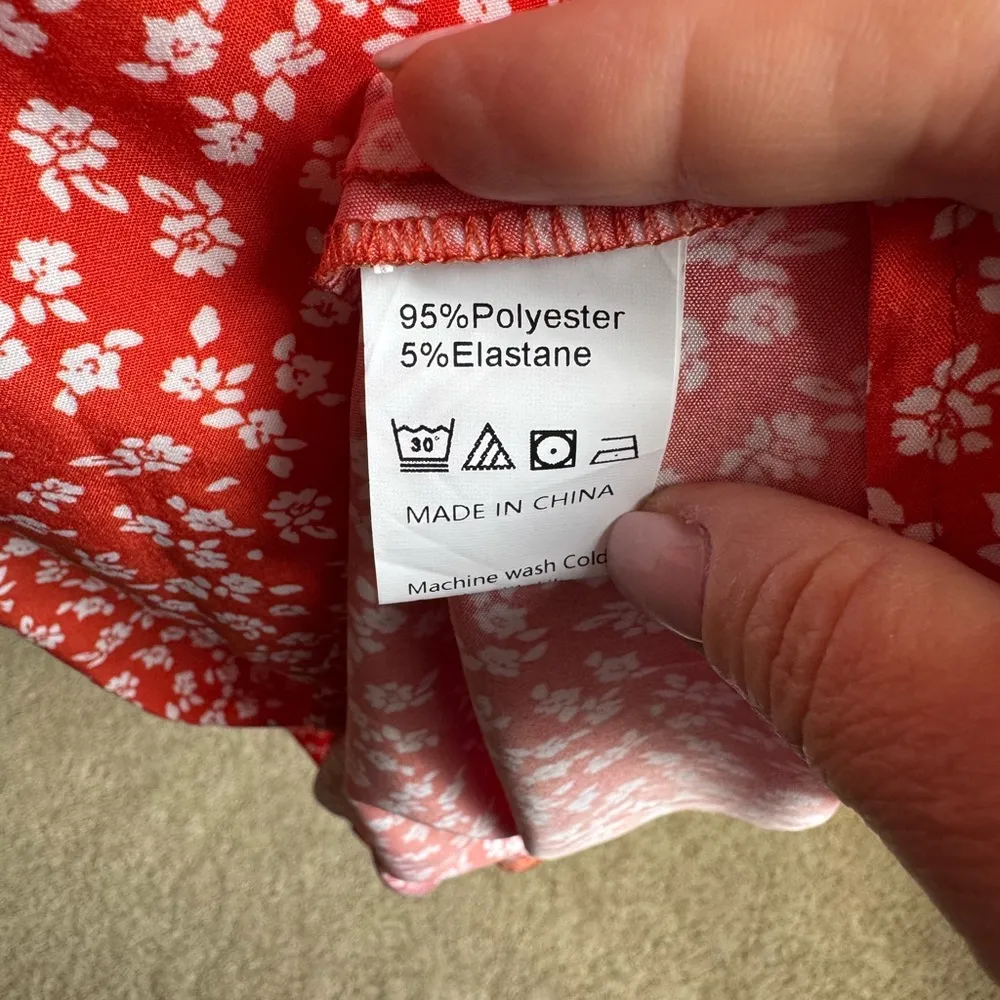 95%Polyester
5%Elastane
30°
MADE IN CHINA
Machine wash Cold